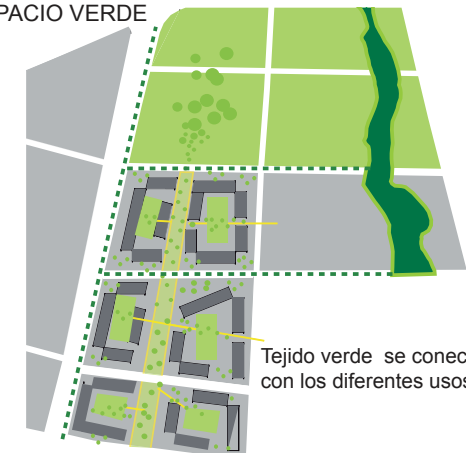 PACIO VERDE
Tejido verde se conec
con los diferentes usos